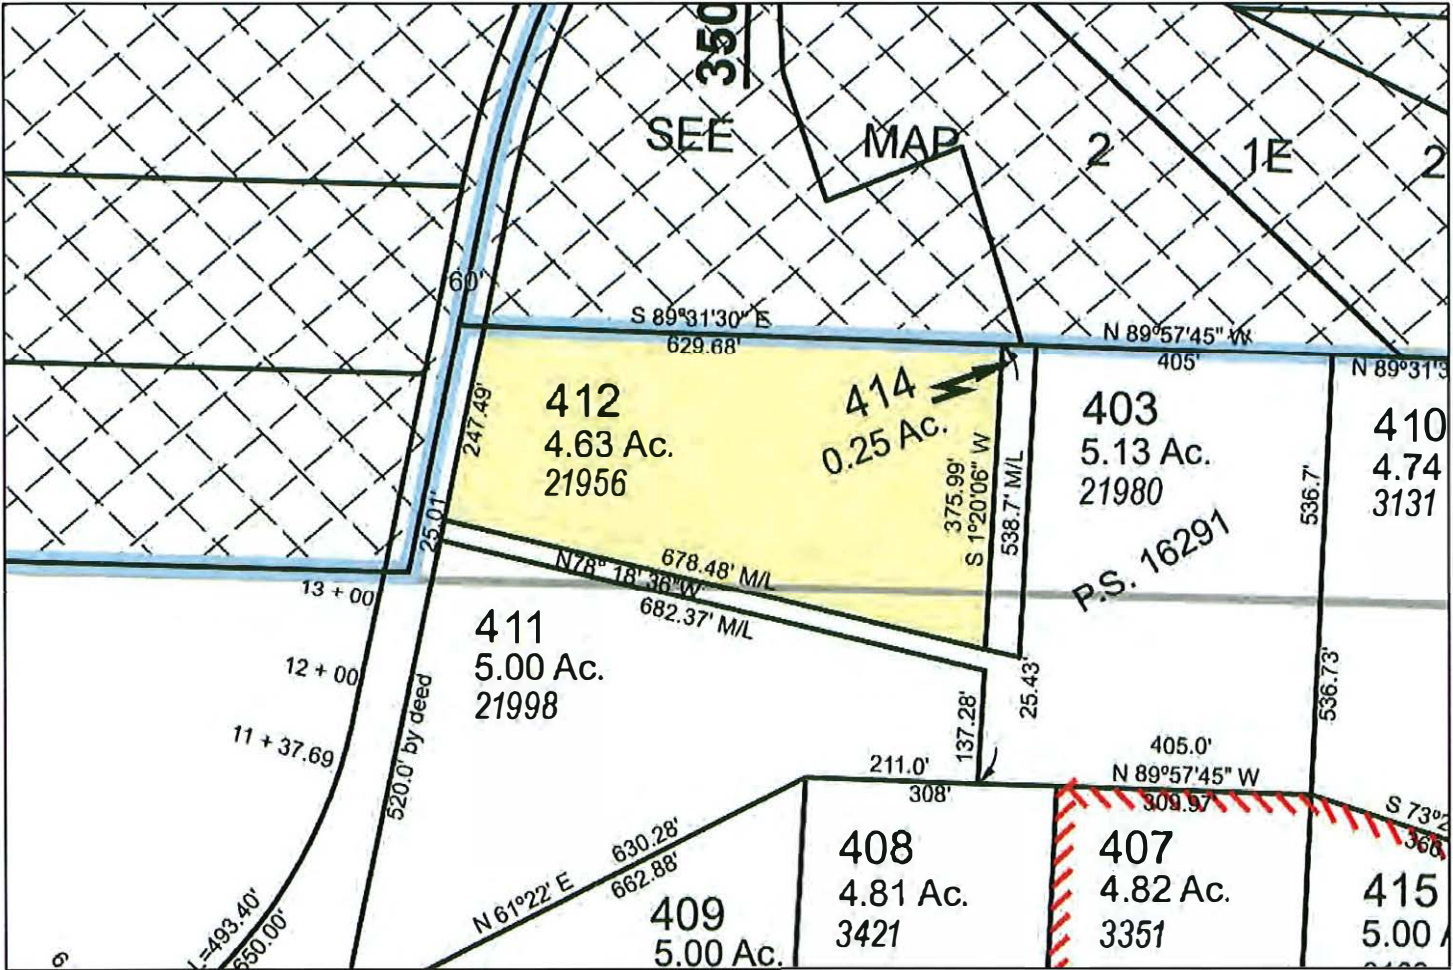 350
SEE MAP 2 1E 2
60'
S 89°31'30" E
629.68'
N 89°57'45" W
405'
N 89°31'3
247.49'
412
4.63 Ac.
21956
414
0.25 Ac.
375.99'
S 1°20'06" W
538.7' M/L
403
5.13 Ac.
21980
536.7'
410
4.74
3131
P.S. 16291
25.01'
678.48' M/L
N78° 18' 36"W
682.37' M/L
13 + 00
12 + 00
11 + 37.69
411
5.00 Ac.
21998
520.0' by deed
25.43'
137.28'
536.73'
211.0'
308'
405.0'
N 89°57'45" W
309.97'
S 73°2
366
630.28'
N 61°22' E
662.88'
L=493.40'
650.00'
409
5.00 Ac.
408
4.81 Ac.
3421
407
4.82 Ac.
3351
415
5.00